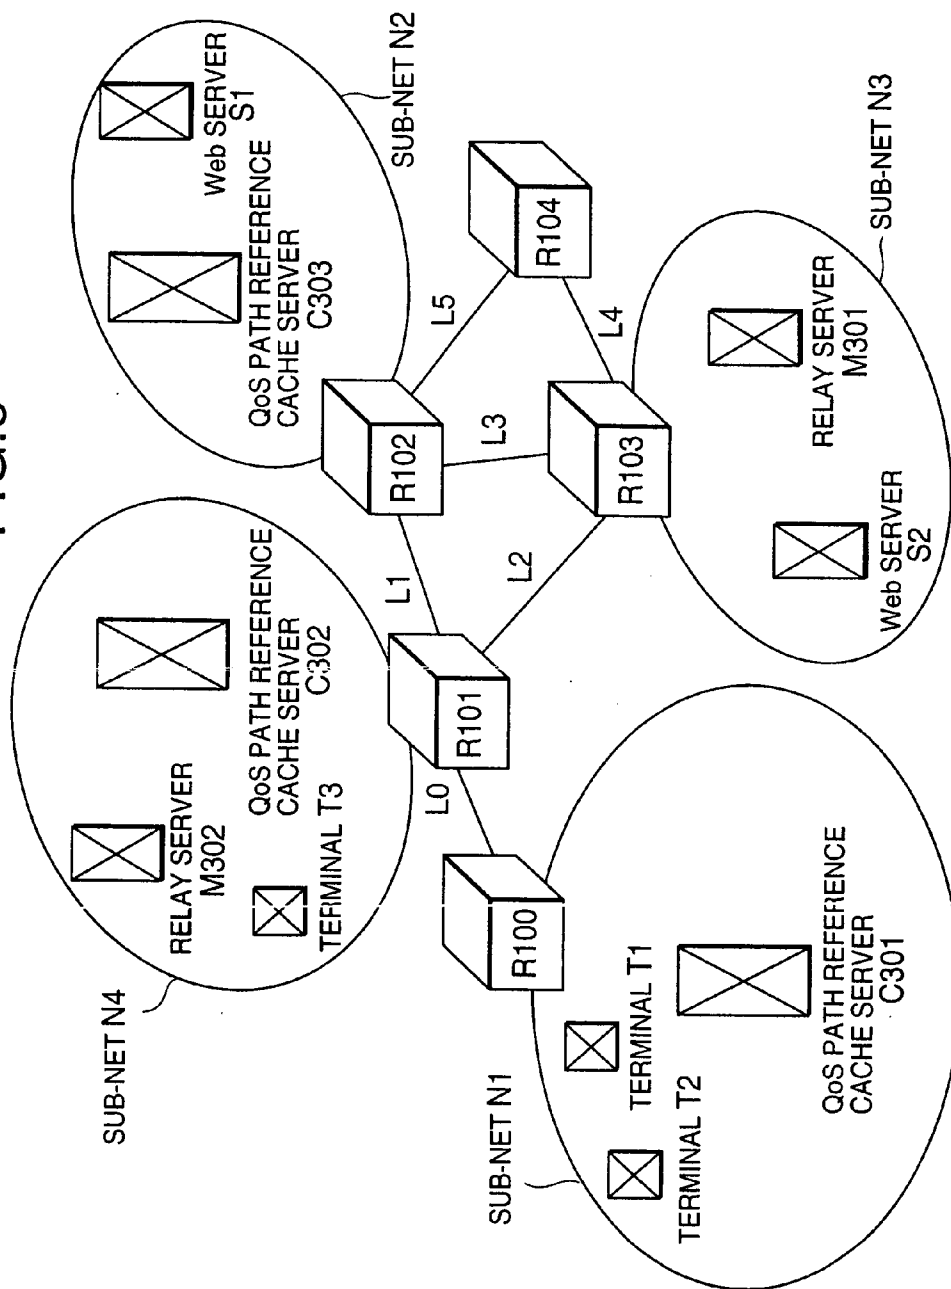 SUB-NET N4
RELAY SERVER
M302
TERMINAL T3
QoS PATH REFERENCE
CACHE SERVER
C302
SUB-NET N2
QoS PATH REFERENCE
CACHE SERVER
C303
Web SERVER
S1
SUB-NET N1
TERMINAL T2
TERMINAL T1
QoS PATH REFERENCE
CACHE SERVER
C301
R100
L0
R101
L1
L2
R102
L3
R103
L5
L4
R104
SUB-NET N3
Web SERVER
S2
RELAY SERVER
M301